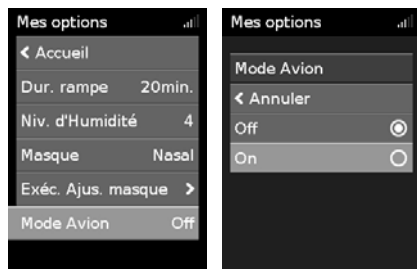 Mes options
< Accueil
Dur. rampe 20min.
Niv. d'Humidité 4
Masque Nasal
Exéc. Ajus. masque >
Mode Avion Off
Mes options
Mode Avion
< Annuler
Off
On